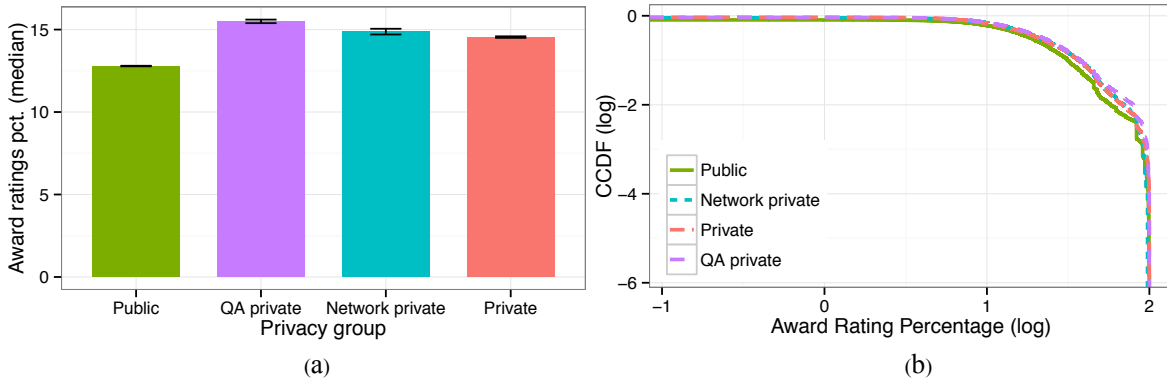 Award ratings pct. (median)
15
10
5
0
Public
QA private
Network private
Private
Privacy group
(a)
CCDF (log)
−0
−2
−4
−6
Public
Network private
Private
QA private
−1
0
1
2
Award Rating Percentage (log)
(b)